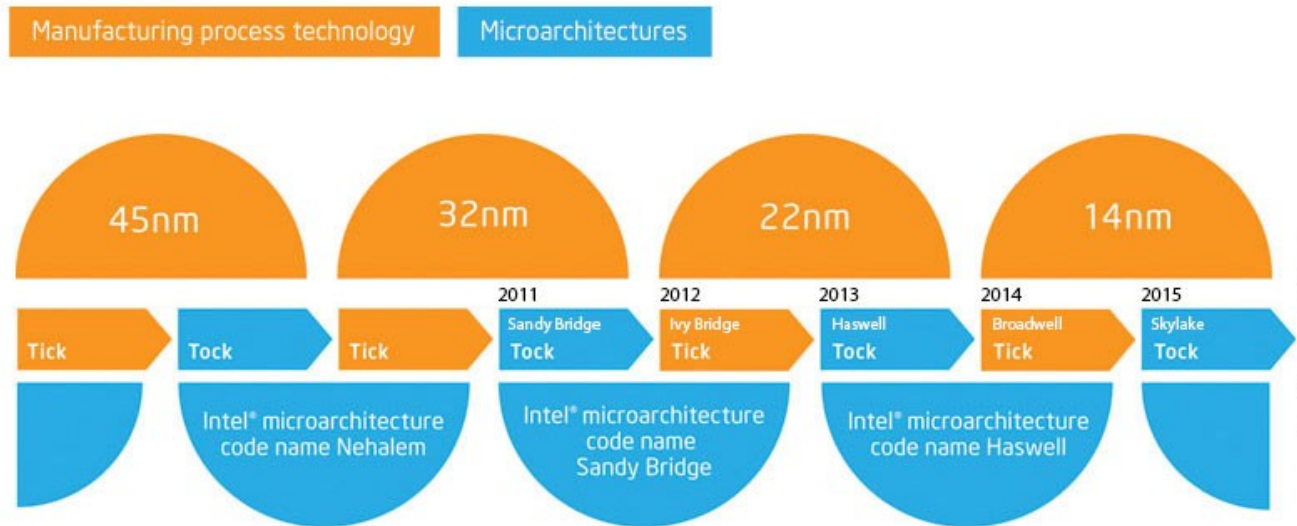 Manufacturing process technology
Microarchitectures
45nm
32nm
22nm
14nm
2011
2012
2013
2014
2015
Tick
Tock
Tick
Sandy Bridge
Tock
Ivy Bridge
Tick
Haswell
Tock
Broadwell
Tick
Skylake
Tock
Intel® microarchitecture
code name Nehalem
Intel® microarchitecture
code name
Sandy Bridge
Intel® microarchitecture
code name Haswell